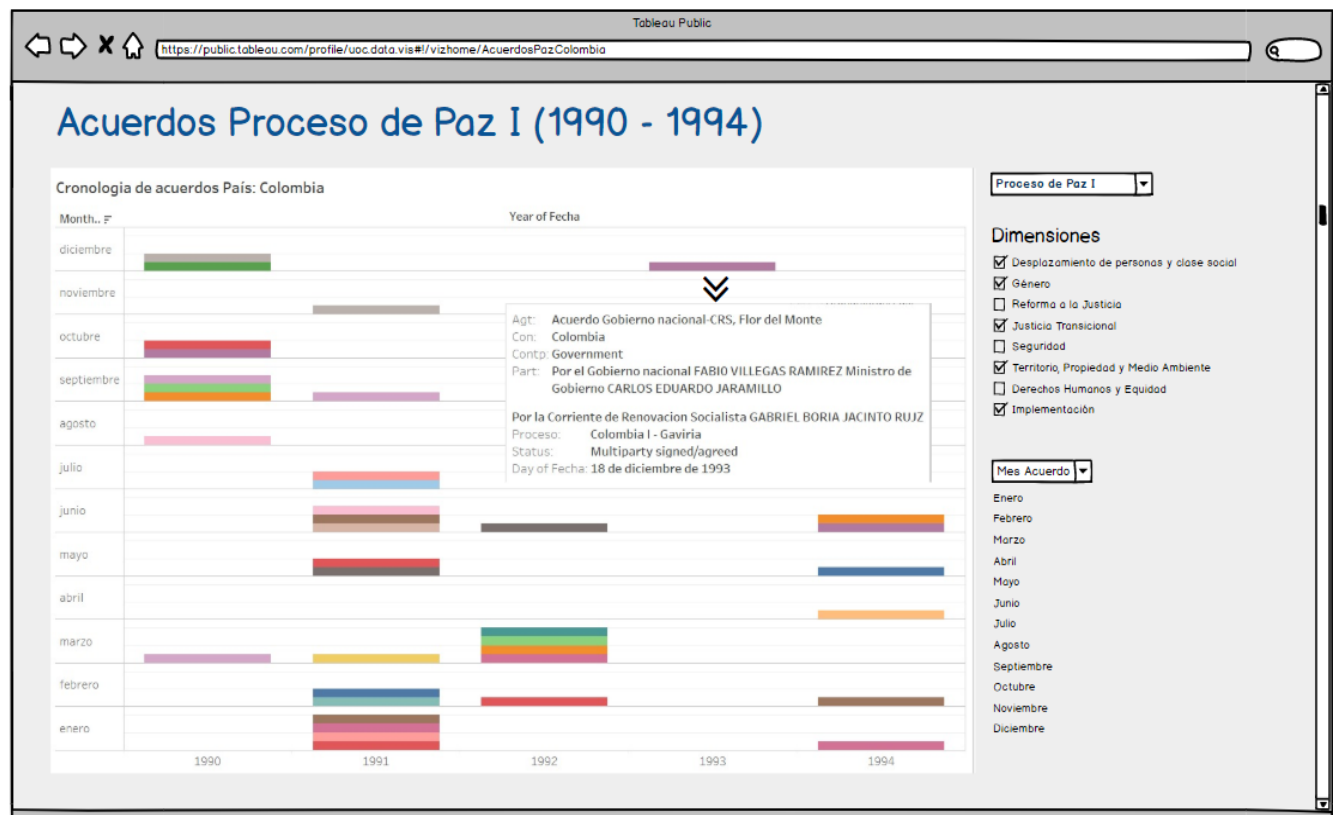 Tableau Public
https://public.tableau.com/profile/uoc.data.vis#!/vizhome/AcuerdosPazColombia
Acuerdos Proceso de Paz I (1990 - 1994)
Cronologia de acuerdos País: Colombia
Month..
Year of Fecha
diciembre
noviembre
octubre
septiembre
agosto
julio
junio
mayo
abril
marzo
febrero
enero
1990 1991 1992 1993 1994
Agt: Acuerdo Gobierno nacional-CRS, Flor del Monte
Con: Colombia
Contp: Government
Part: Por el Gobierno nacional FABIO VILLEGAS RAMIREZ Ministro de
Gobierno CARLOS EDUARDO JARAMILLO
Por la Corriente de Renovacion Socialista GABRIEL BORIA JACINTO RUJZ
Proceso: Colombia I - Gaviria
Status: Multiparty signed/agreed
Day of Fecha: 18 de diciembre de 1993
Proceso de Paz I
Dimensiones
Desplazamiento de personas y clase social
Género
Reforma a la Justicia
Justicia Transicional
Seguridad
Territorio, Propiedad y Medio Ambiente
Derechos Humanos y Equidad
Implementación
Mes Acuerdo
Enero
Febrero
Marzo
Abril
Mayo
Junio
Julio
Agosto
Septiembre
Octubre
Noviembre
Diciembre